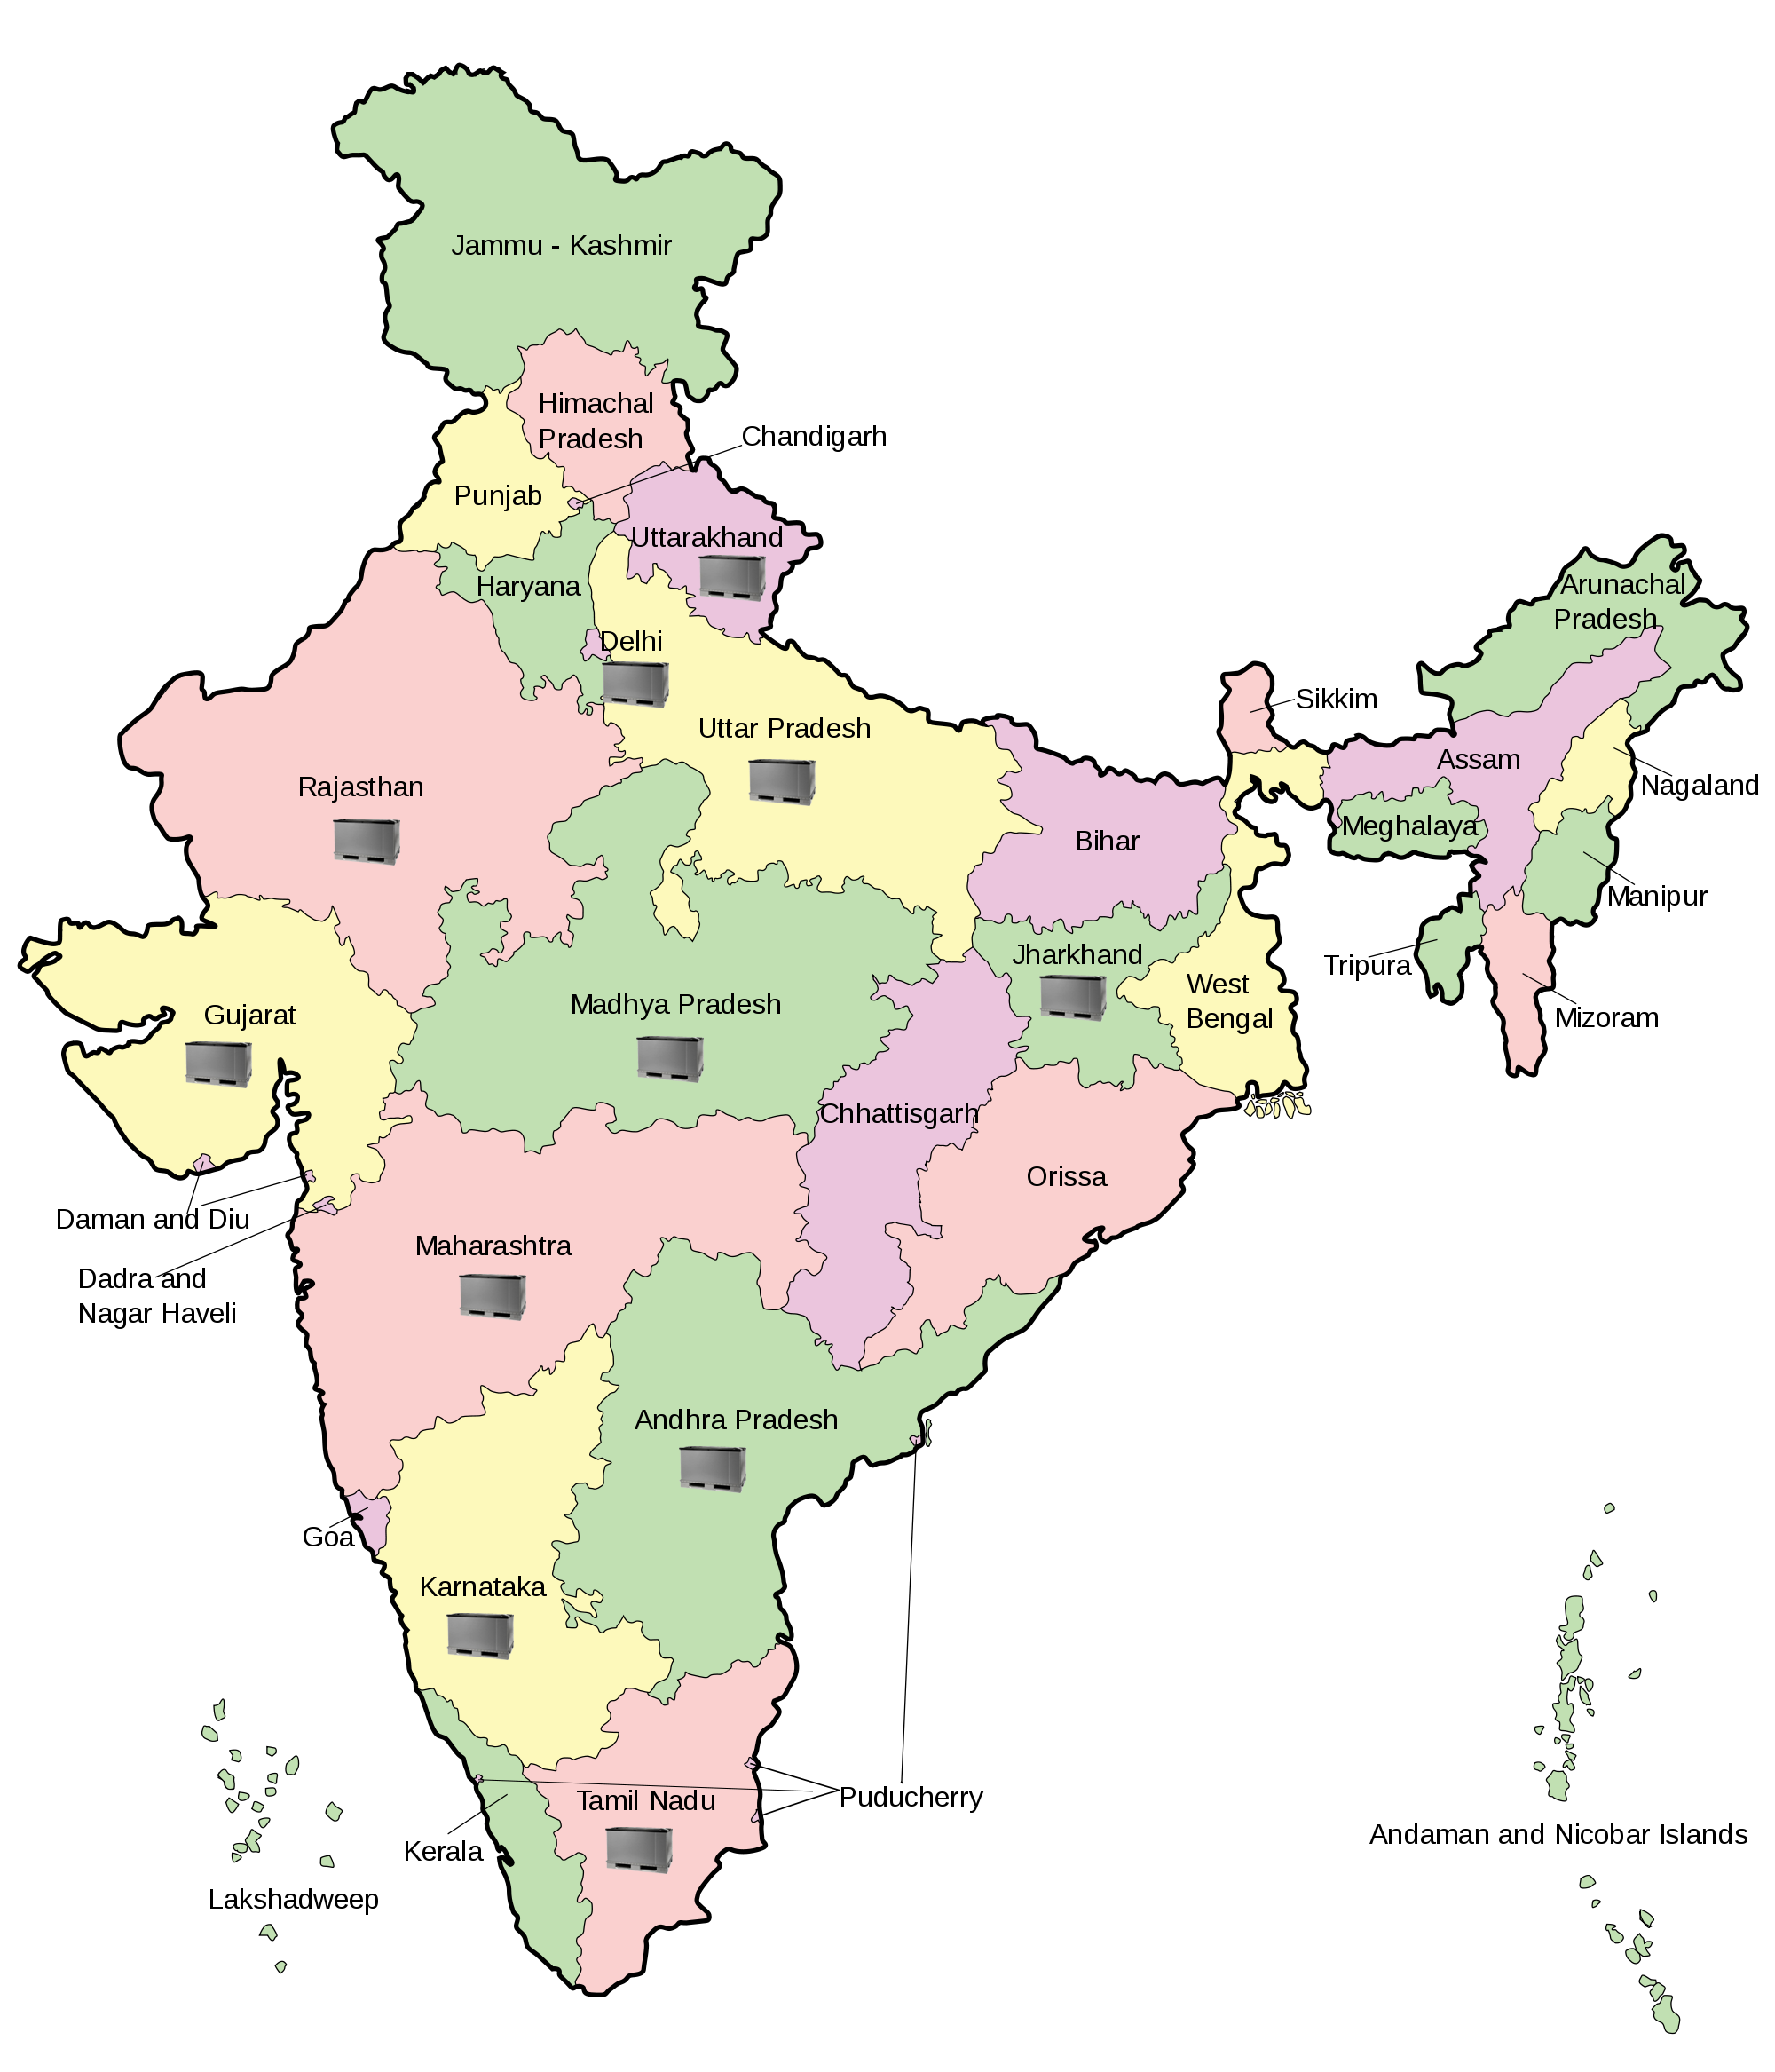 Jammu - Kashmir
Himachal
Pradesh
Chandigarh
Punjab
Uttarakhand
Haryana
Arunachal
Pradesh
Delhi
Sikkim
Uttar Pradesh
Assam
Rajasthan
Nagaland
Meghalaya
Bihar
Manipur
Jharkhand
Tripura
West
Bengal
Madhya Pradesh
Gujarat
Mizoram
Chhattisgarh
Orissa
Daman and Diu
Maharashtra
Dadra and
Nagar Haveli
Andhra Pradesh
Goa
Karnataka
Puducherry
Tamil Nadu
Andaman and Nicobar Islands
Kerala
Lakshadweep